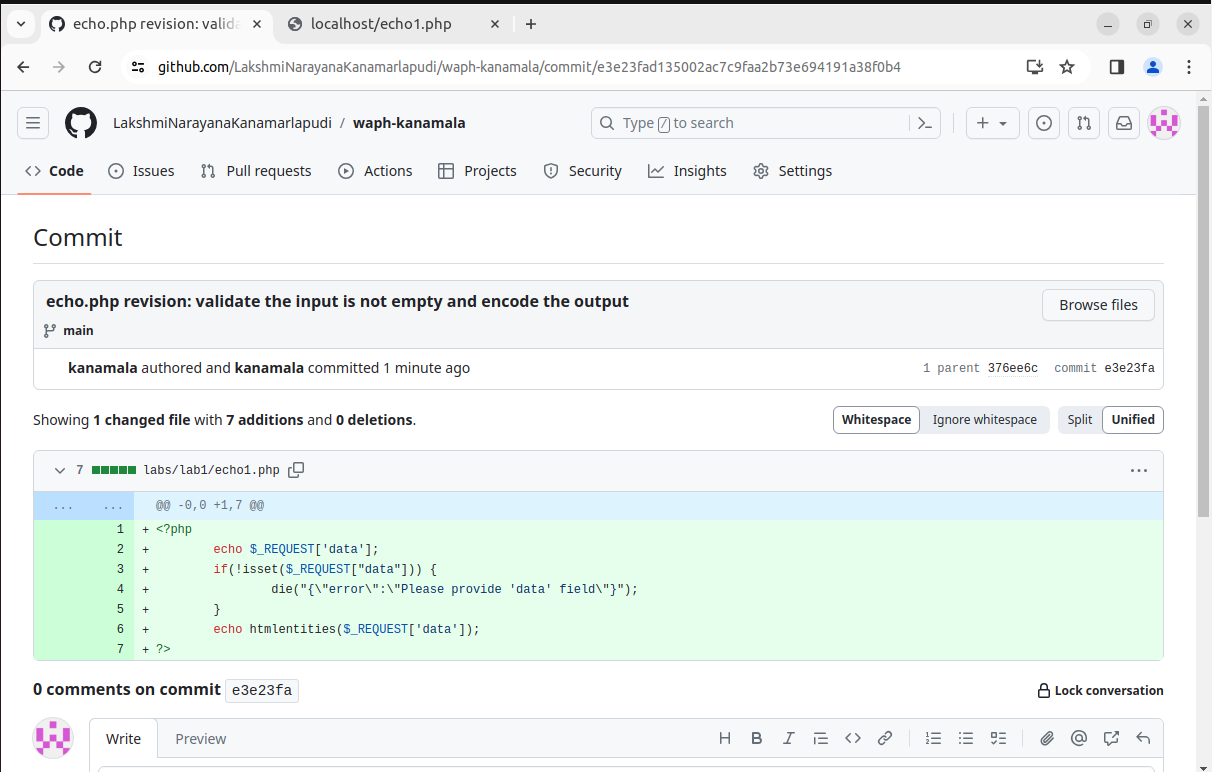 echo.php revision: valida
localhost/echo1.php
github.com/LakshmiNarayanaKanamarlapudi/waph-kanamala/commit/e3e23fad135002ac7c9faa2b73e694191a38f0b4
LakshmiNarayanaKanamarlapudi / waph-kanamala
Type / to search
Code Issues Pull requests Actions Projects Security Insights Settings
Commit
echo.php revision: validate the input is not empty and encode the output
Browse files
main
kanamala authored and kanamala committed 1 minute ago
1 parent 376ee6c commit e3e23fa
Showing 1 changed file with 7 additions and 0 deletions.
Whitespace Ignore whitespace Split Unified
7 labs/lab1/echo1.php
... ... @@ -0,0 +1,7 @@
1 + <?php
2 + echo $_REQUEST['data'];
3 + if(!isset($_REQUEST["data"])) {
4 + die("{\"error\":\"Please provide 'data' field\"}");
5 + }
6 + echo htmlentities($_REQUEST['data']);
7 + ?>
0 comments on commit e3e23fa
Lock conversation
Write Preview